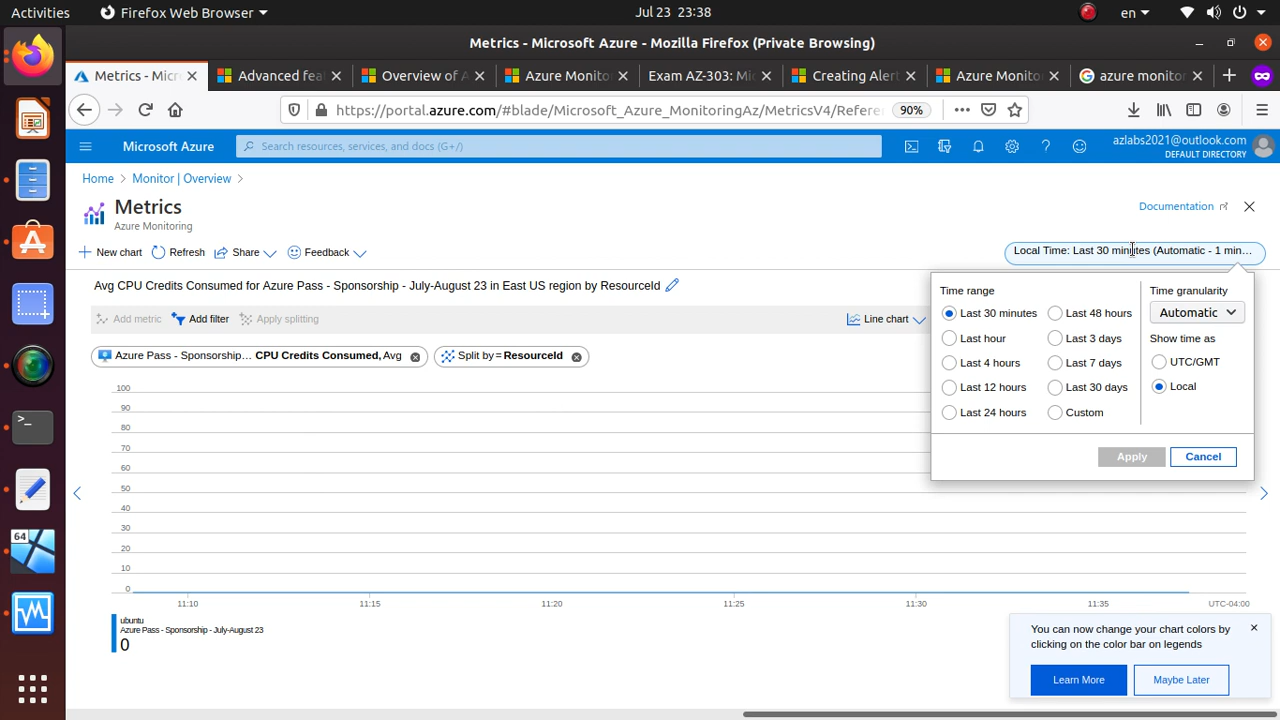 Activities Firefox Web Browser Jul 23 23:38 en
Metrics - Microsoft Azure - Mozilla Firefox (Private Browsing)
Metrics - Micr Advanced fea Overview of A Azure Monito Exam AZ-303: Mi Creating Alert Azure Monito azure monitor
https://portal.azure.com/#blade/Microsoft_Azure_MonitoringAz/MetricsV4/Refere 90%
Microsoft Azure Search resources, services, and docs (G+/) azlabs2021@outlook.com
DEFAULT DIRECTORY
Home > Monitor | Overview >
Metrics
Azure Monitoring
Documentation
New chart Refresh Share Feedback
Local Time: Last 30 minutes (Automatic - 1 min...
Avg CPU Credits Consumed for Azure Pass - Sponsorship - July-August 23 in East US region by ResourceId
Add metric Add filter Apply splitting Line chart
Azure Pass - Sponsorship... CPU Credits Consumed, Avg Split by = ResourceId
Time range Time granularity
Last 30 minutes Last 48 hours Automatic
Last hour Last 3 days Show time as
Last 4 hours Last 7 days UTC/GMT
Last 12 hours Last 30 days Local
Last 24 hours Custom
Apply Cancel
100
90
80
70
60
50
40
30
20
10
0
11:10 11:15 11:20 11:25 11:30 11:35 UTC-04:00
ubuntu
Azure Pass - Sponsorship - July-August 23
0
You can now change your chart colors by
clicking on the color bar on legends
Learn More Maybe Later
>_
64